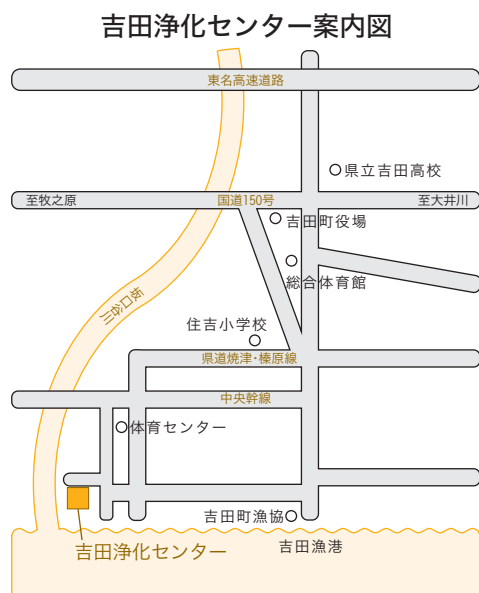 吉田浄化センター案内図
東名高速道路
県立吉田高校
至牧之原
国道150号
至大井川
吉田町役場
総合体育館
坂口谷川
住吉小学校
県道焼津・榛原線
中央幹線
体育センター
吉田町漁協
吉田浄化センター
吉田漁港